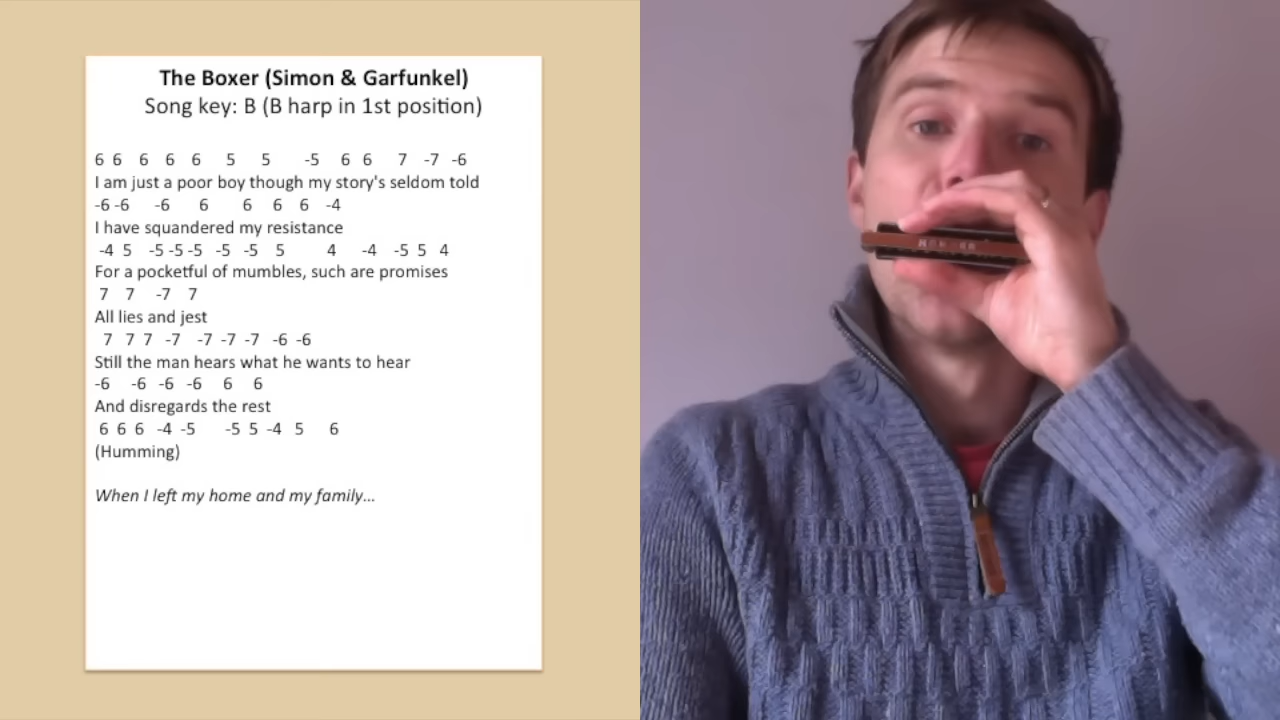 The Boxer (Simon & Garfunkel)
Song key: B (B harp in 1st position)
6 6 6 6 6 5 5 -5 6 6 7 -7 -6
I am just a poor boy though my story's seldom told
-6 -6 -6 6 6 6 6 -4
I have squandered my resistance
-4 5 -5 -5 -5 -5 -5 5 4 -4 -5 5 4
For a pocketful of mumbles, such are promises
7 7 -7 7
All lies and jest
7 7 7 -7 -7 -7 -7 -6 -6
Still the man hears what he wants to hear
-6 -6 -6 -6 6 6
And disregards the rest
6 6 6 -4 -5 -5 5 -4 5 6
(Humming)
When I left my home and my family...